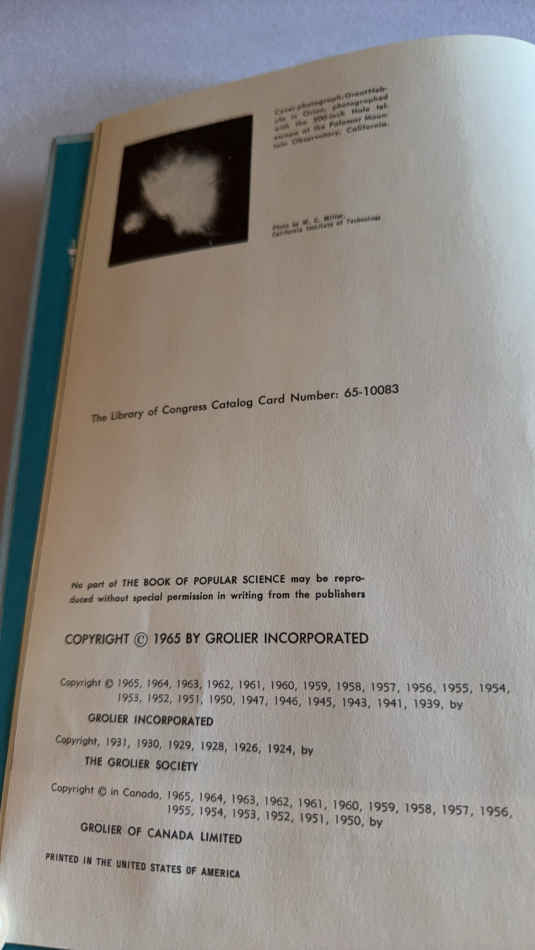 Cover photograph: Great Neb-
ula in Orion, photographed
with the 200-inch Hale tel-
escope at the Palomar Moun-
tain Observatory, California.
Photo by W. C. Miller,
California Institute of Technology
The Library of Congress Catalog Card Number: 65-10083
No part of THE BOOK OF POPULAR SCIENCE may be repro-
duced without special permission in writing from the publishers
COPYRIGHT © 1965 BY GROLIER INCORPORATED
Copyright © 1965, 1964, 1963, 1962, 1961, 1960, 1959, 1958, 1957, 1956, 1955, 1954,
1953, 1952, 1951, 1950, 1947, 1946, 1945, 1943, 1941, 1939, by
GROLIER INCORPORATED
Copyright, 1931, 1930, 1929, 1928, 1926, 1924, by
THE GROLIER SOCIETY
Copyright © in Canada, 1965, 1964, 1963, 1962, 1961, 1960, 1959, 1958, 1957, 1956,
1955, 1954, 1953, 1952, 1951, 1950, by
GROLIER OF CANADA LIMITED
PRINTED IN THE UNITED STATES OF AMERICA